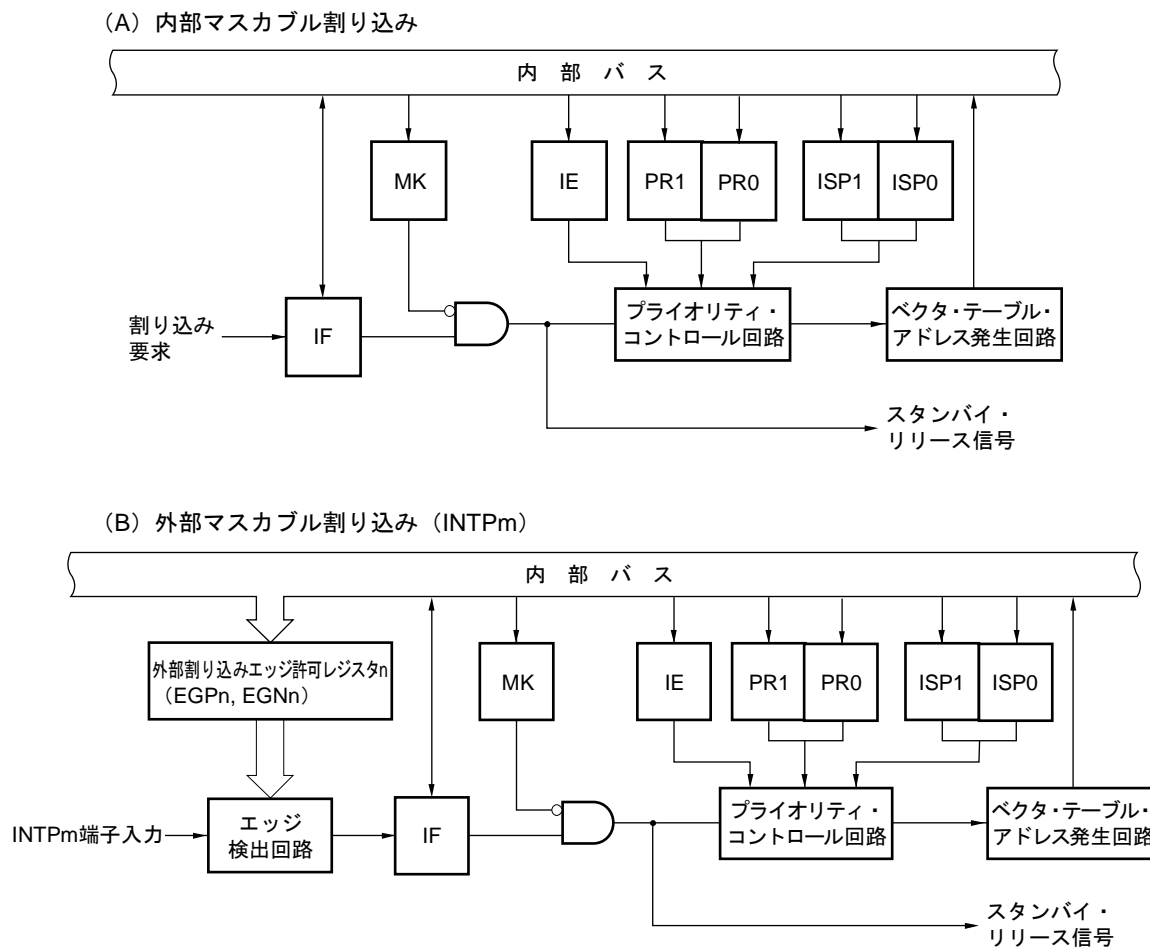 (A) 内部マスカブル割り込み
内 部 バ ス
MK
IE
PR1
PR0
ISP1
ISP0
割り込み
要求
IF
プライオリティ・
コントロール回路
ベクタ・テーブル・
アドレス発生回路
スタンバイ・
リリース信号
(B) 外部マスカブル割り込み（INTPm）
内 部 バ ス
外部割り込みエッジ許可レジスタn
（EGPn, EGNn）
MK
IE
PR1
PR0
ISP1
ISP0
INTPm端子入力
エッジ
検出回路
IF
プライオリティ・
コントロール回路
ベクタ・テーブル・
アドレス発生回路
スタンバイ・
リリース信号